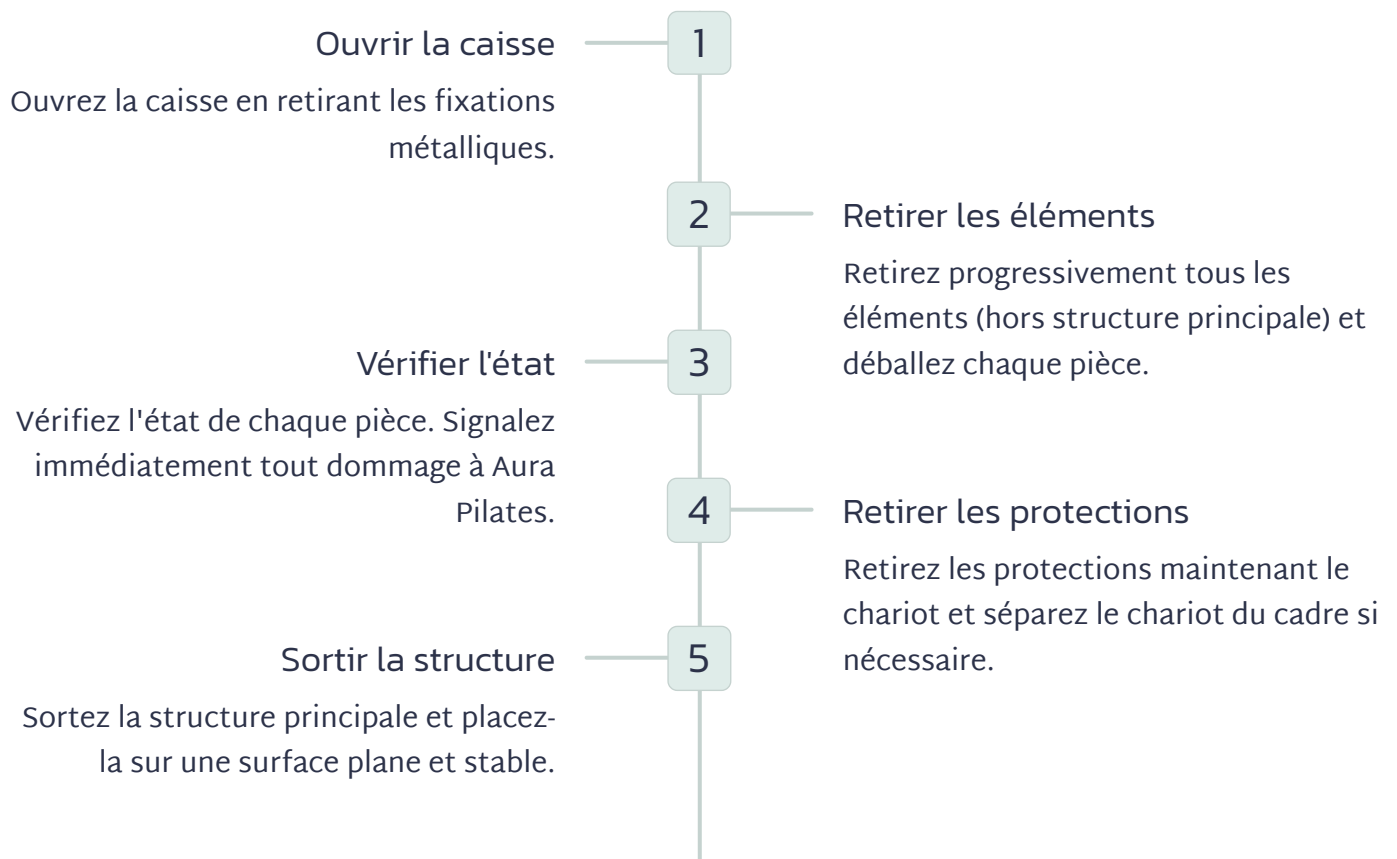 1
Ouvrir la caisse
Ouvrez la caisse en retirant les fixations
métalliques.
2
Retirer les éléments
Retirez progressivement tous les
éléments (hors structure principale) et
déballez chaque pièce.
3
Vérifier l'état
Vérifiez l'état de chaque pièce. Signalez
immédiatement tout dommage à Aura
Pilates.
4
Retirer les protections
Retirez les protections maintenant le
chariot et séparez le chariot du cadre si
nécessaire.
5
Sortir la structure
Sortez la structure principale et placez-
la sur une surface plane et stable.